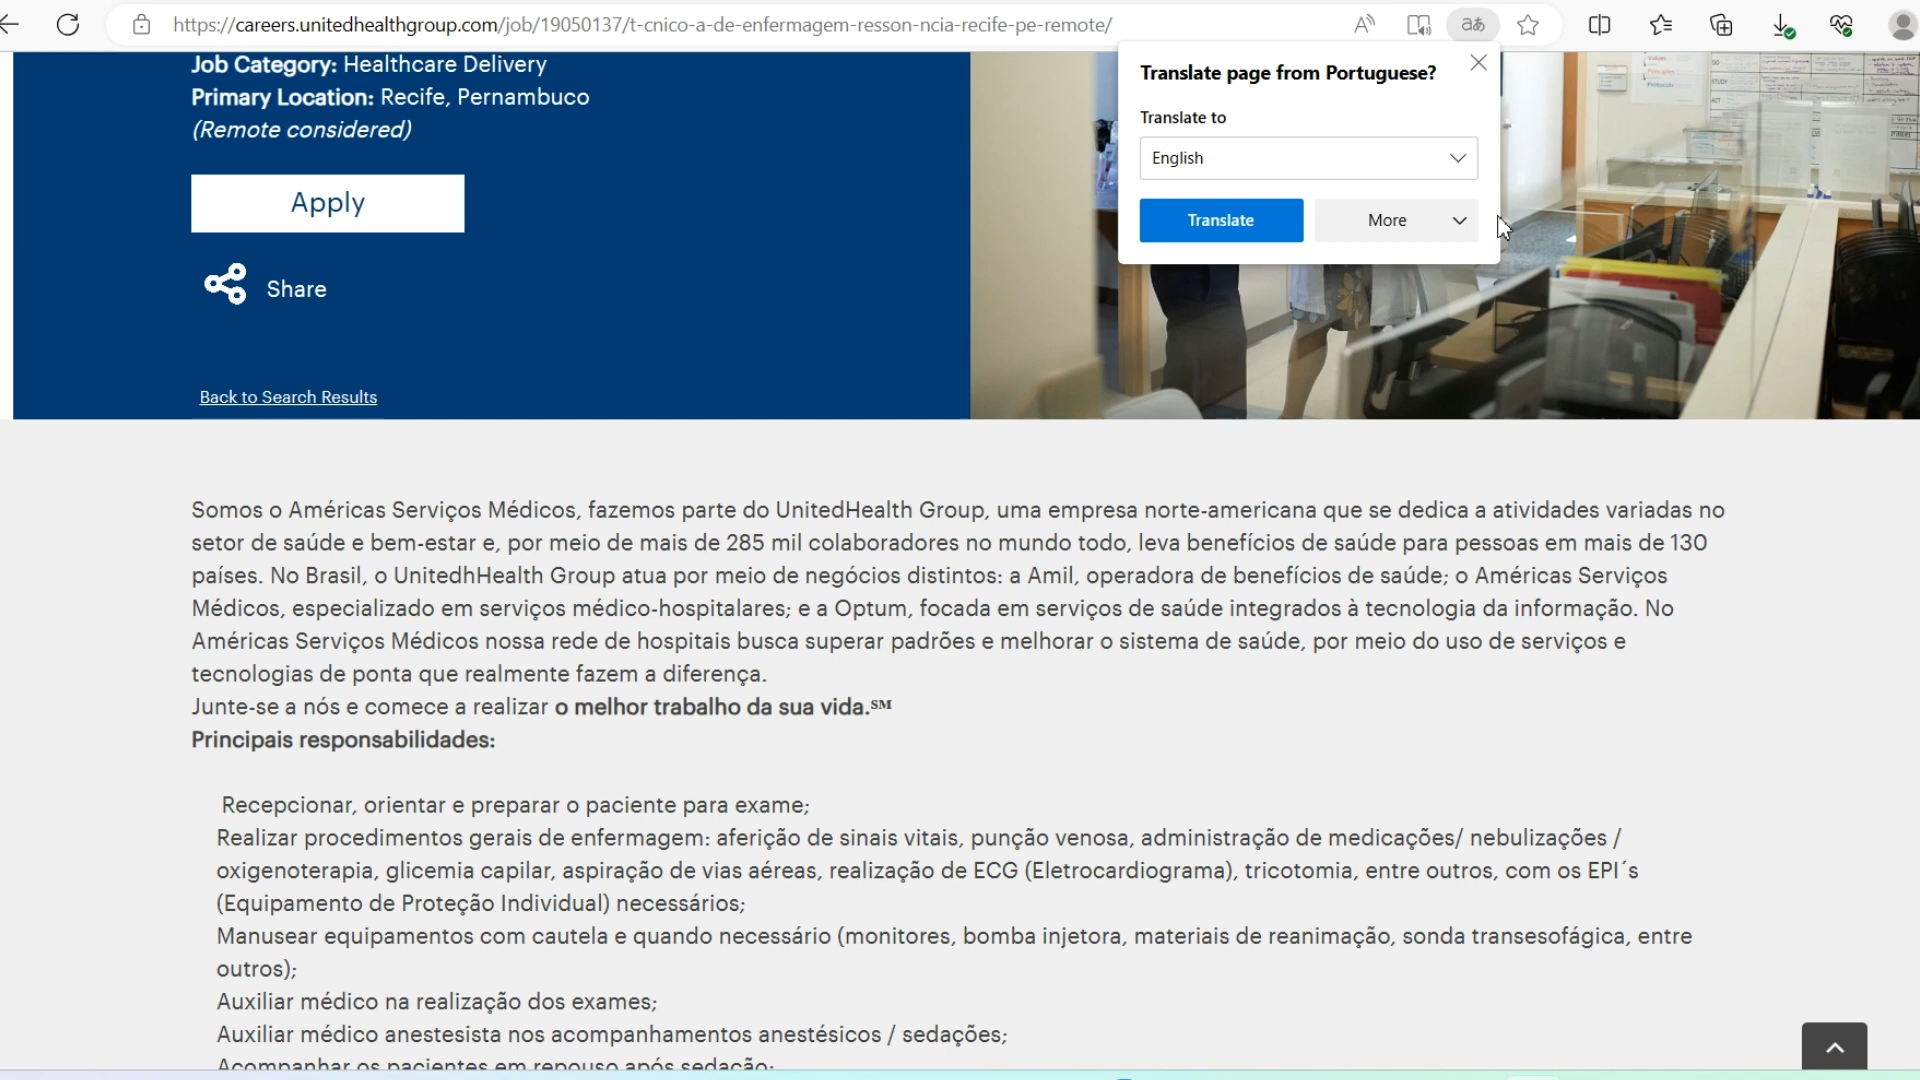 https://careers.unitedhealthgroup.com/job/19050137/t-cnico-a-de-enfermagem-resson-ncia-recife-pe-remote/
Job Category: Healthcare Delivery
Primary Location: Recife, Pernambuco
(Remote considered)
Apply
Share
Back to Search Results
Translate page from Portuguese?
Translate to
English
Translate
More
Somos o Américas Serviços Médicos, fazemos parte do UnitedHealth Group, uma empresa norte-americana que se dedica a atividades variadas no
setor de saúde e bem-estar e, por meio de mais de 285 mil colaboradores no mundo todo, leva benefícios de saúde para pessoas em mais de 130
países. No Brasil, o UnitedhHealth Group atua por meio de negócios distintos: a Amil, operadora de benefícios de saúde; o Américas Serviços
Médicos, especializado em serviços médico-hospitalares; e a Optum, focada em serviços de saúde integrados à tecnologia da informação. No
Américas Serviços Médicos nossa rede de hospitais busca superar padrões e melhorar o sistema de saúde, por meio do uso de serviços e
tecnologias de ponta que realmente fazem a diferença.
Junte-se a nós e comece a realizar o melhor trabalho da sua vida.℠
Principais responsabilidades:
Recepcionar, orientar e preparar o paciente para exame;
Realizar procedimentos gerais de enfermagem: aferição de sinais vitais, punção venosa, administração de medicações/ nebulizações /
oxigenoterapia, glicemia capilar, aspiração de vias aéreas, realização de ECG (Eletrocardiograma), tricotomia, entre outros, com os EPI´s
(Equipamento de Proteção Individual) necessários;
Manusear equipamentos com cautela e quando necessário (monitores, bomba injetora, materiais de reanimação, sonda transesofágica, entre
outros);
Auxiliar médico na realização dos exames;
Auxiliar médico anestesista nos acompanhamentos anestésicos / sedações;
Acompanhar os pacientes em repouso após sedação;